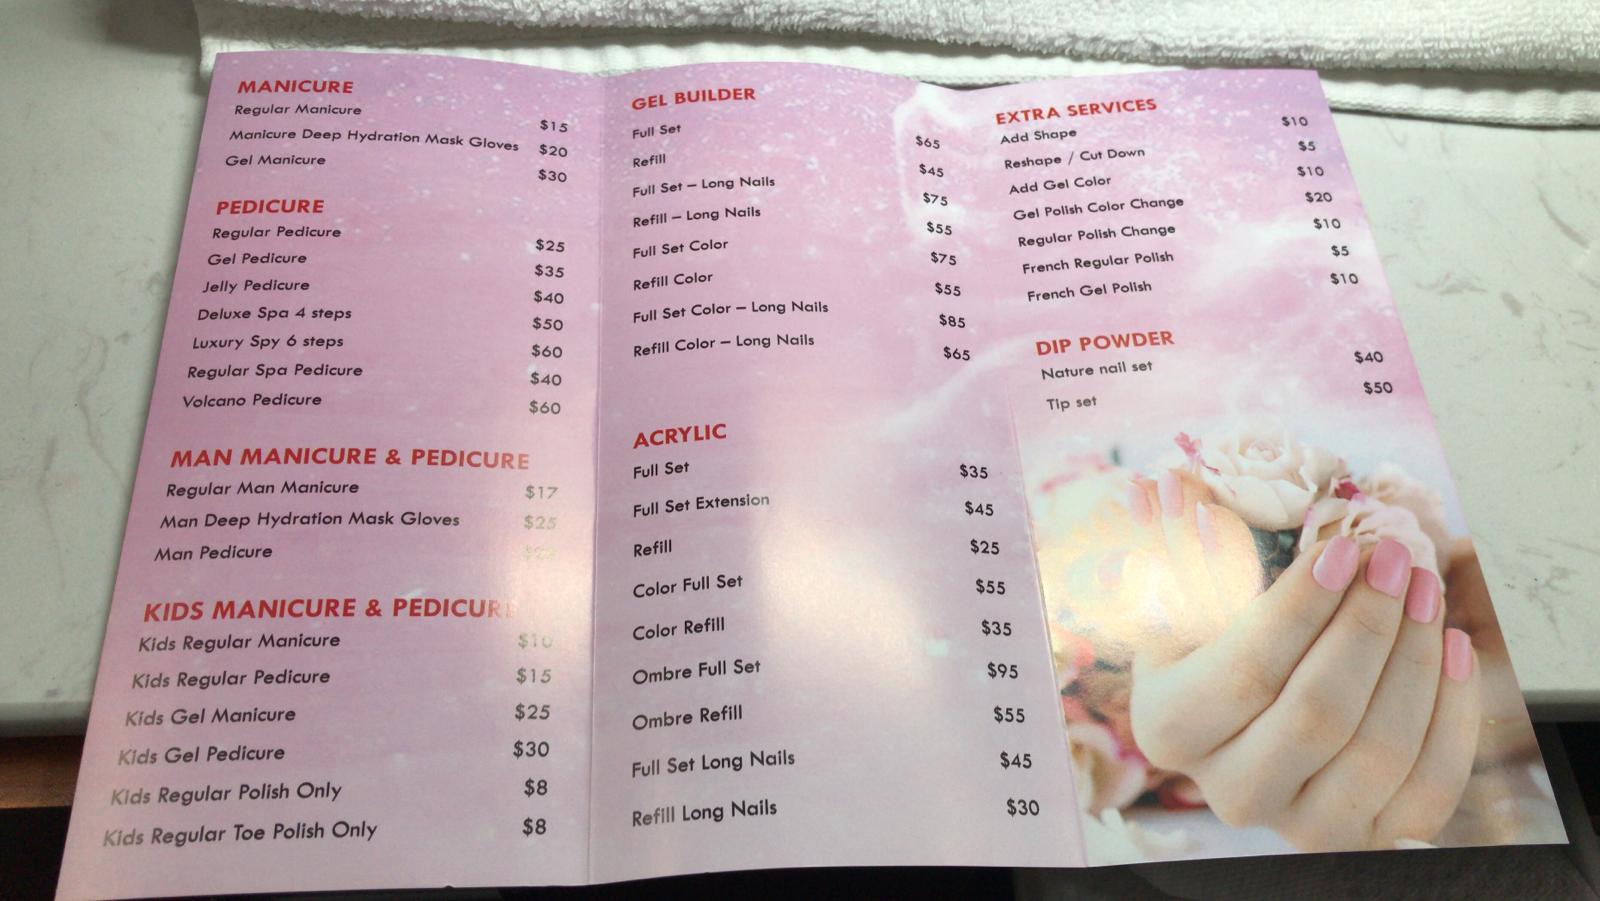 MANICURE
Regular Manicure $15
Manicure Deep Hydration Mask Gloves $20
Gel Manicure $30
PEDICURE
Regular Pedicure $25
Gel Pedicure $35
Jelly Pedicure $40
Deluxe Spa 4 steps $50
Luxury Spy 6 steps $60
Regular Spa Pedicure $40
Volcano Pedicure $60
MAN MANICURE & PEDICURE
Regular Man Manicure $17
Man Deep Hydration Mask Gloves $25
Man Pedicure
KIDS MANICURE & PEDICURE
Kids Regular Manicure $10
Kids Regular Pedicure $15
Kids Gel Manicure $25
Kids Gel Pedicure $30
Kids Regular Polish Only $8
Kids Regular Toe Polish Only $8
GEL BUILDER
Full Set $65
Refill $45
Full Set – Long Nails $75
Refill – Long Nails $55
Full Set Color $75
Refill Color $55
Full Set Color – Long Nails $85
Refill Color – Long Nails $65
ACRYLIC
Full Set $35
Full Set Extension $45
Refill $25
Color Full Set $55
Color Refill $35
Ombre Full Set $95
Ombre Refill $55
Full Set Long Nails $45
Refill Long Nails $30
EXTRA SERVICES
Add Shape $10
Reshape / Cut Down $5
Add Gel Color $10
Gel Polish Color Change $20
Regular Polish Change $10
French Regular Polish $5
French Gel Polish $10
DIP POWDER
Nature nail set $40
Tip set $50